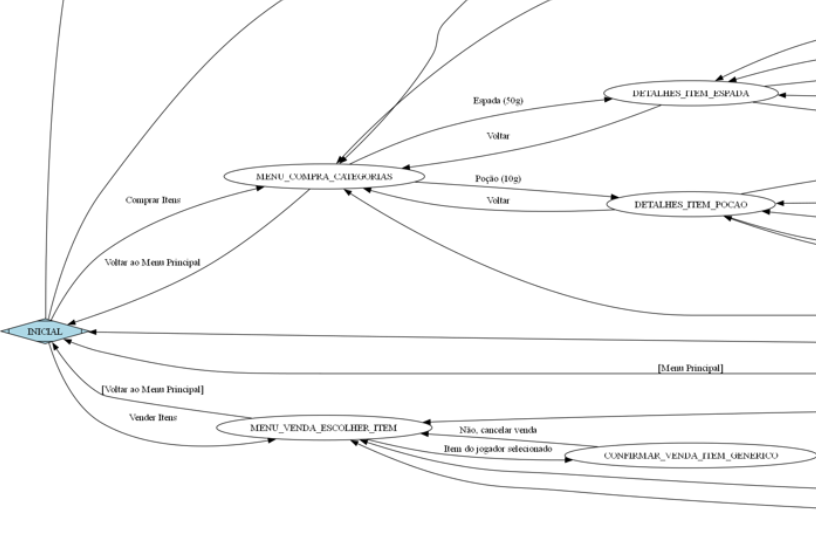 DETALHES_ITEM_ESPADA
Espada (50g)
Voltar
MENU_COMPRA_CATEGORIAS
Poção (10g)
Comprar Itens
Voltar
DETALHES_ITEM_POCAO
Voltar ao Menu Principal
INICIAL
[Menu Principal]
[Voltar ao Menu Principal]
Vender Itens
MENU_VENDA_ESCOLHER_ITEM
Não, cancelar venda
Item do jogador selecionado
CONFIRMAR_VENDA_ITEM_GENERICO